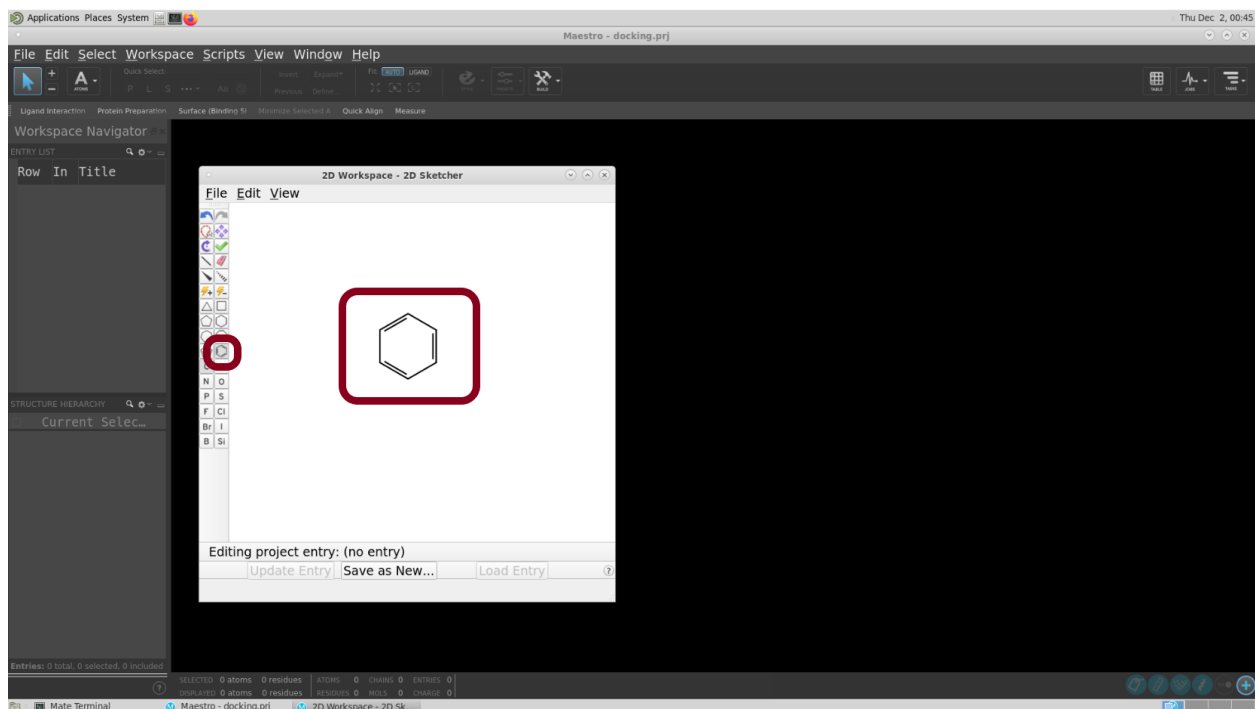 Applications Places System
Thu Dec 2, 00:45
Maestro - docking.prj
File Edit Select Workspace Scripts View Window Help
Quick Select:
Invert Expand
Fit: AUTO LIGAND
ATOMS
P L S ... All
Previous Define...
BUILD
TABLE
JOBS
TASKS
Ligand Interaction Protein Preparation Surface (Binding S) Minimize Selected A Quick Align Measure
Workspace Navigator
ENTRY LIST
Row In Title
2D Workspace - 2D Sketcher
File Edit View
N O
P S
F Cl
Br I
B Si
STRUCTURE HIERARCHY
Current Selec...
Editing project entry: (no entry)
Update Entry Save as New... Load Entry ?
Entries: 0 total, 0 selected, 0 included
?
SELECTED 0 atoms 0 residues ATOMS 0 CHAINS 0 ENTRIES 0
DISPLAYED 0 atoms 0 residues RESIDUES 0 MOLS 0 CHARGE 0
Mate Terminal
Maestro - docking.prj
2D Workspace - 2D Sk...